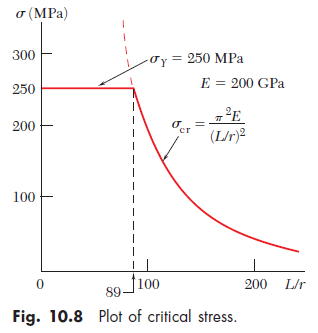 σ (MPa)
300
σY = 250 MPa
250
E = 200 GPa
σcr = π²E / (L/r)²
200
100
0
89
100
200
L/r
Fig. 10.8 Plot of critical stress.